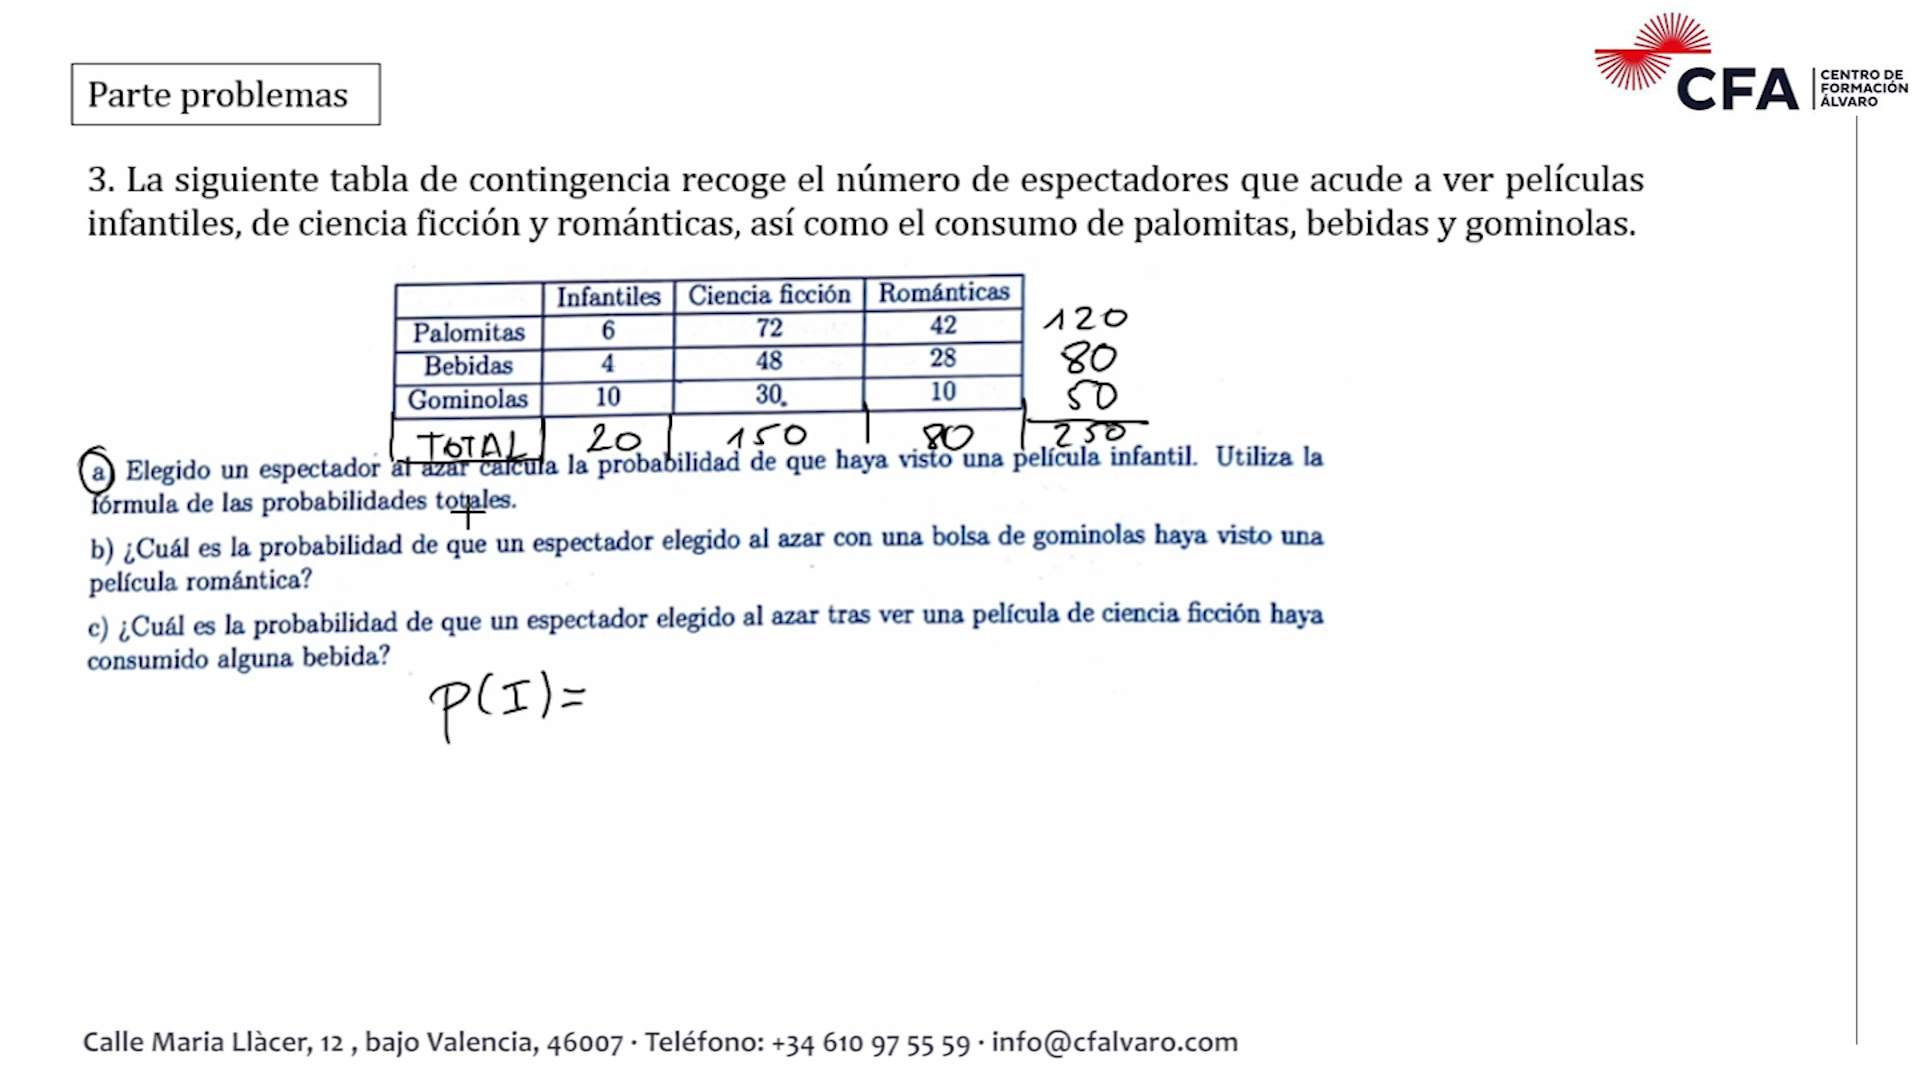 CFA
CENTRO DE
FORMACIÓN
ÁLVARO
Parte problemas
3. La siguiente tabla de contingencia recoge el número de espectadores que acude a ver películas
infantiles, de ciencia ficción y románticas, así como el consumo de palomitas, bebidas y gominolas.
Infantiles Ciencia ficción Románticas
Palomitas 6 72 42 120
Bebidas 4 48 28 80
Gominolas 10 30 10 50
TOTAL 20 150 80 250
a) Elegido un espectador al azar calcula la probabilidad de que haya visto una película infantil. Utiliza la
fórmula de las probabilidades totales.
b) ¿Cuál es la probabilidad de que un espectador elegido al azar con una bolsa de gominolas haya visto una
película romántica?
c) ¿Cuál es la probabilidad de que un espectador elegido al azar tras ver una película de ciencia ficción haya
consumido alguna bebida?
P(I)=
Calle Maria Llàcer, 12 , bajo Valencia, 46007 · Teléfono: +34 610 97 55 59 · info@cfalvaro.com